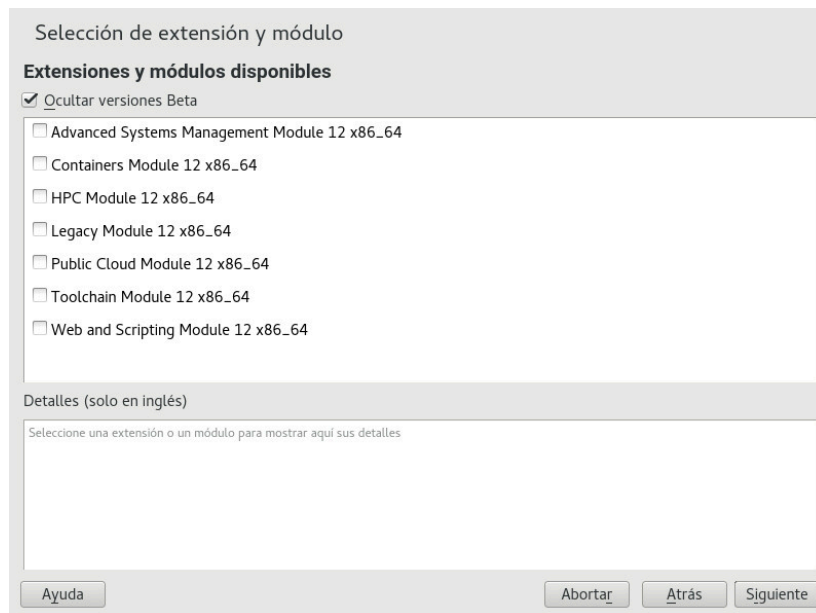 Selección de extensión y módulo
Extensiones y módulos disponibles
Ocultar versiones Beta
Advanced Systems Management Module 12 x86_64
Containers Module 12 x86_64
HPC Module 12 x86_64
Legacy Module 12 x86_64
Public Cloud Module 12 x86_64
Toolchain Module 12 x86_64
Web and Scripting Module 12 x86_64
Detalles (solo en inglés)
Seleccione una extensión o un módulo para mostrar aquí sus detalles
Ayuda Abortar Atrás Siguiente